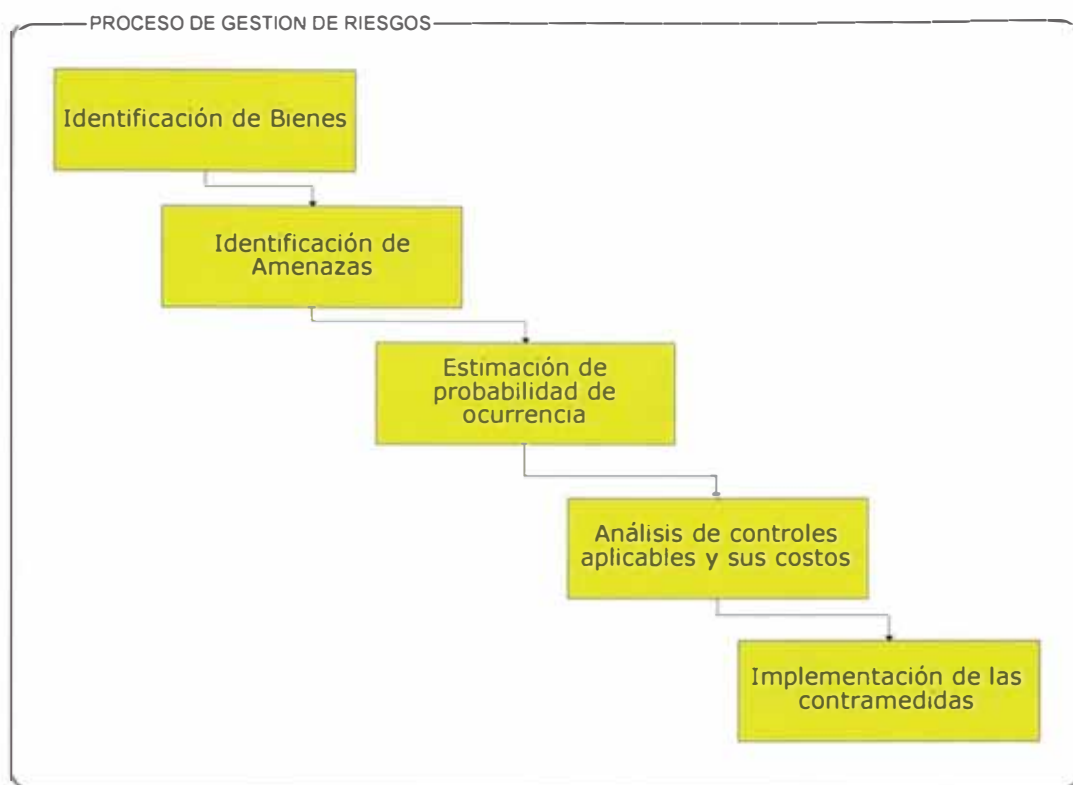 PROCESO DE GESTION DE RIESGOS
Identificación de Bienes
Identificación de
Amenazas
Estimación de
probabilidad de
ocurrencia
Análisis de controles
aplicables y sus costos
Implementación de las
contramedidas